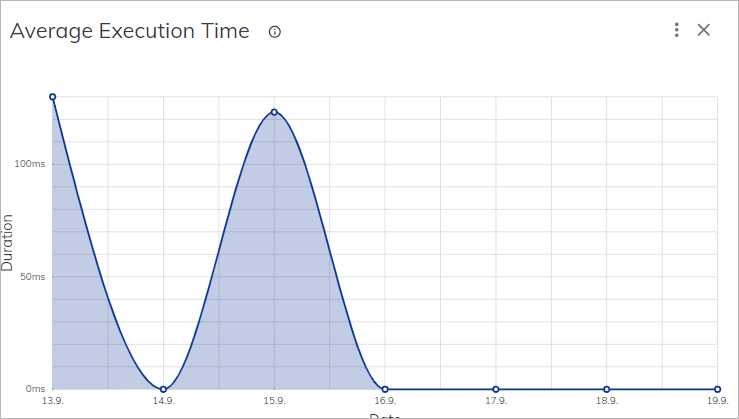 Average Execution Time
100ms
50ms
0ms
Duration
13.9.
14.9.
15.9.
16.9.
17.9.
18.9.
19.9.